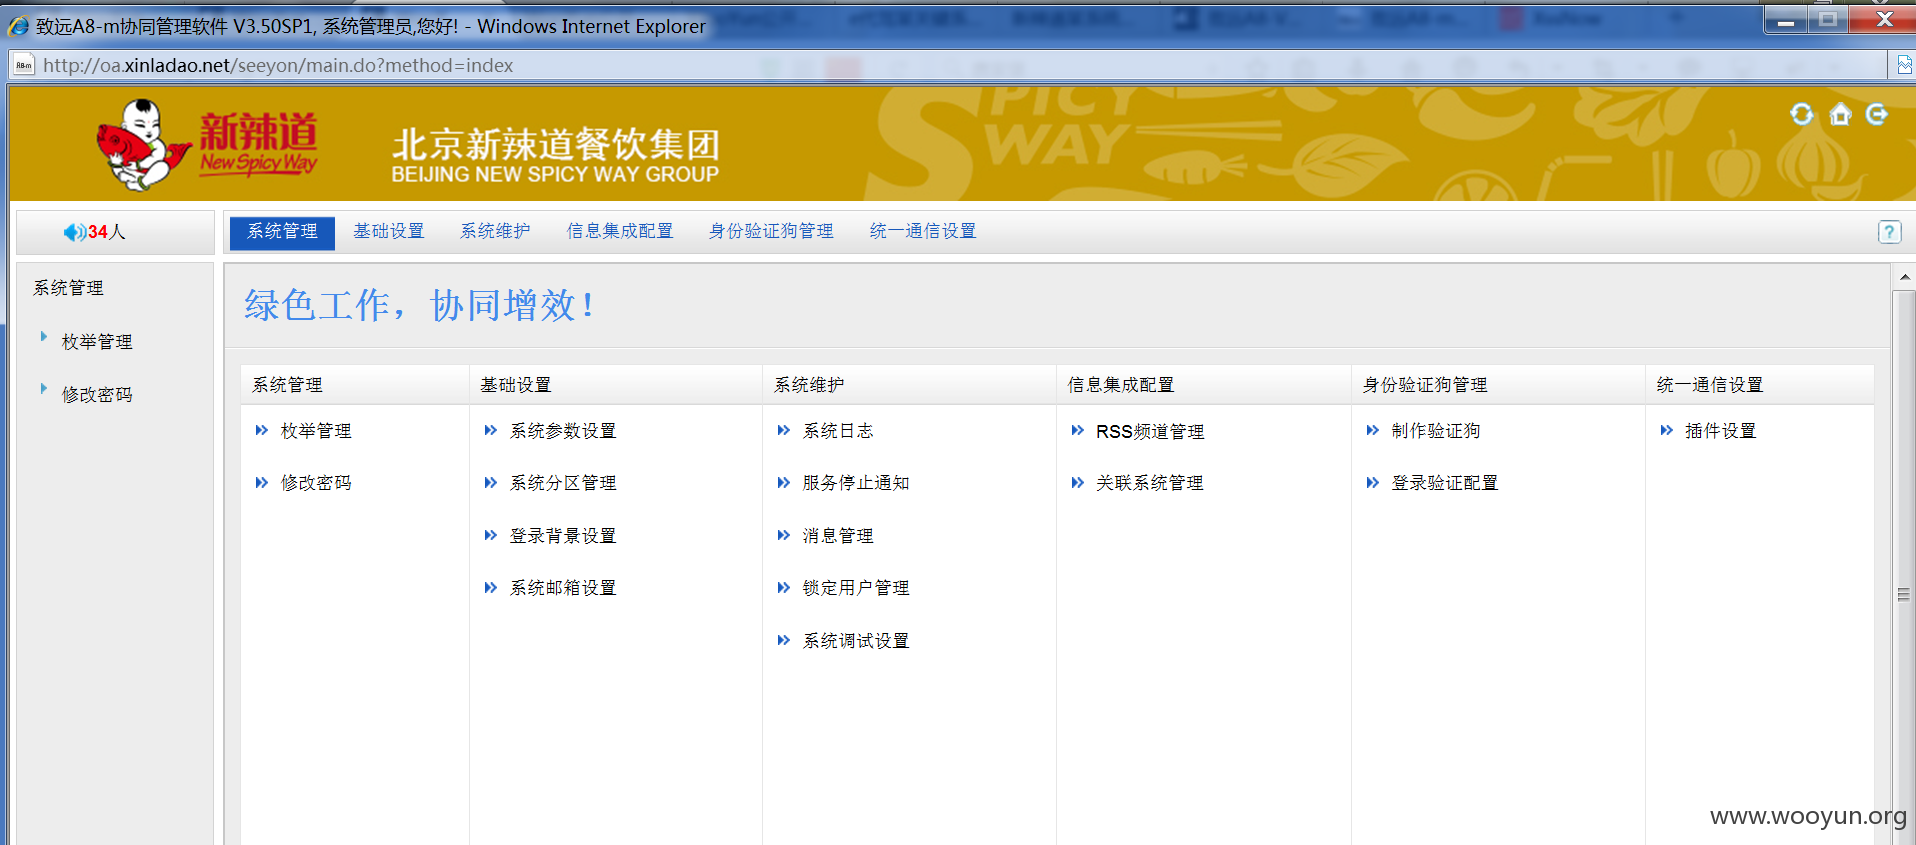 致远A8-m协同管理软件 V3.50SP1, 系统管理员,您好! - Windows Internet Explorer
http://oa.xinladao.net/seeyon/main.do?method=index
新辣道
New Spicy Way
北京新辣道餐饮集团
BEIJING NEW SPICY WAY GROUP
SPICY
WAY
34人
系统管理 基础设置 系统维护 信息集成配置 身份验证狗管理 统一通信设置
?
系统管理
枚举管理
修改密码
绿色工作，协同增效！
系统管理 基础设置 系统维护 信息集成配置 身份验证狗管理 统一通信设置
枚举管理 系统参数设置 系统日志 RSS频道管理 制作验证狗 插件设置
修改密码 系统分区管理 服务停止通知 关联系统管理 登录验证配置
登录背景设置 消息管理
系统邮箱设置 锁定用户管理
系统调试设置
www.wooyun.org